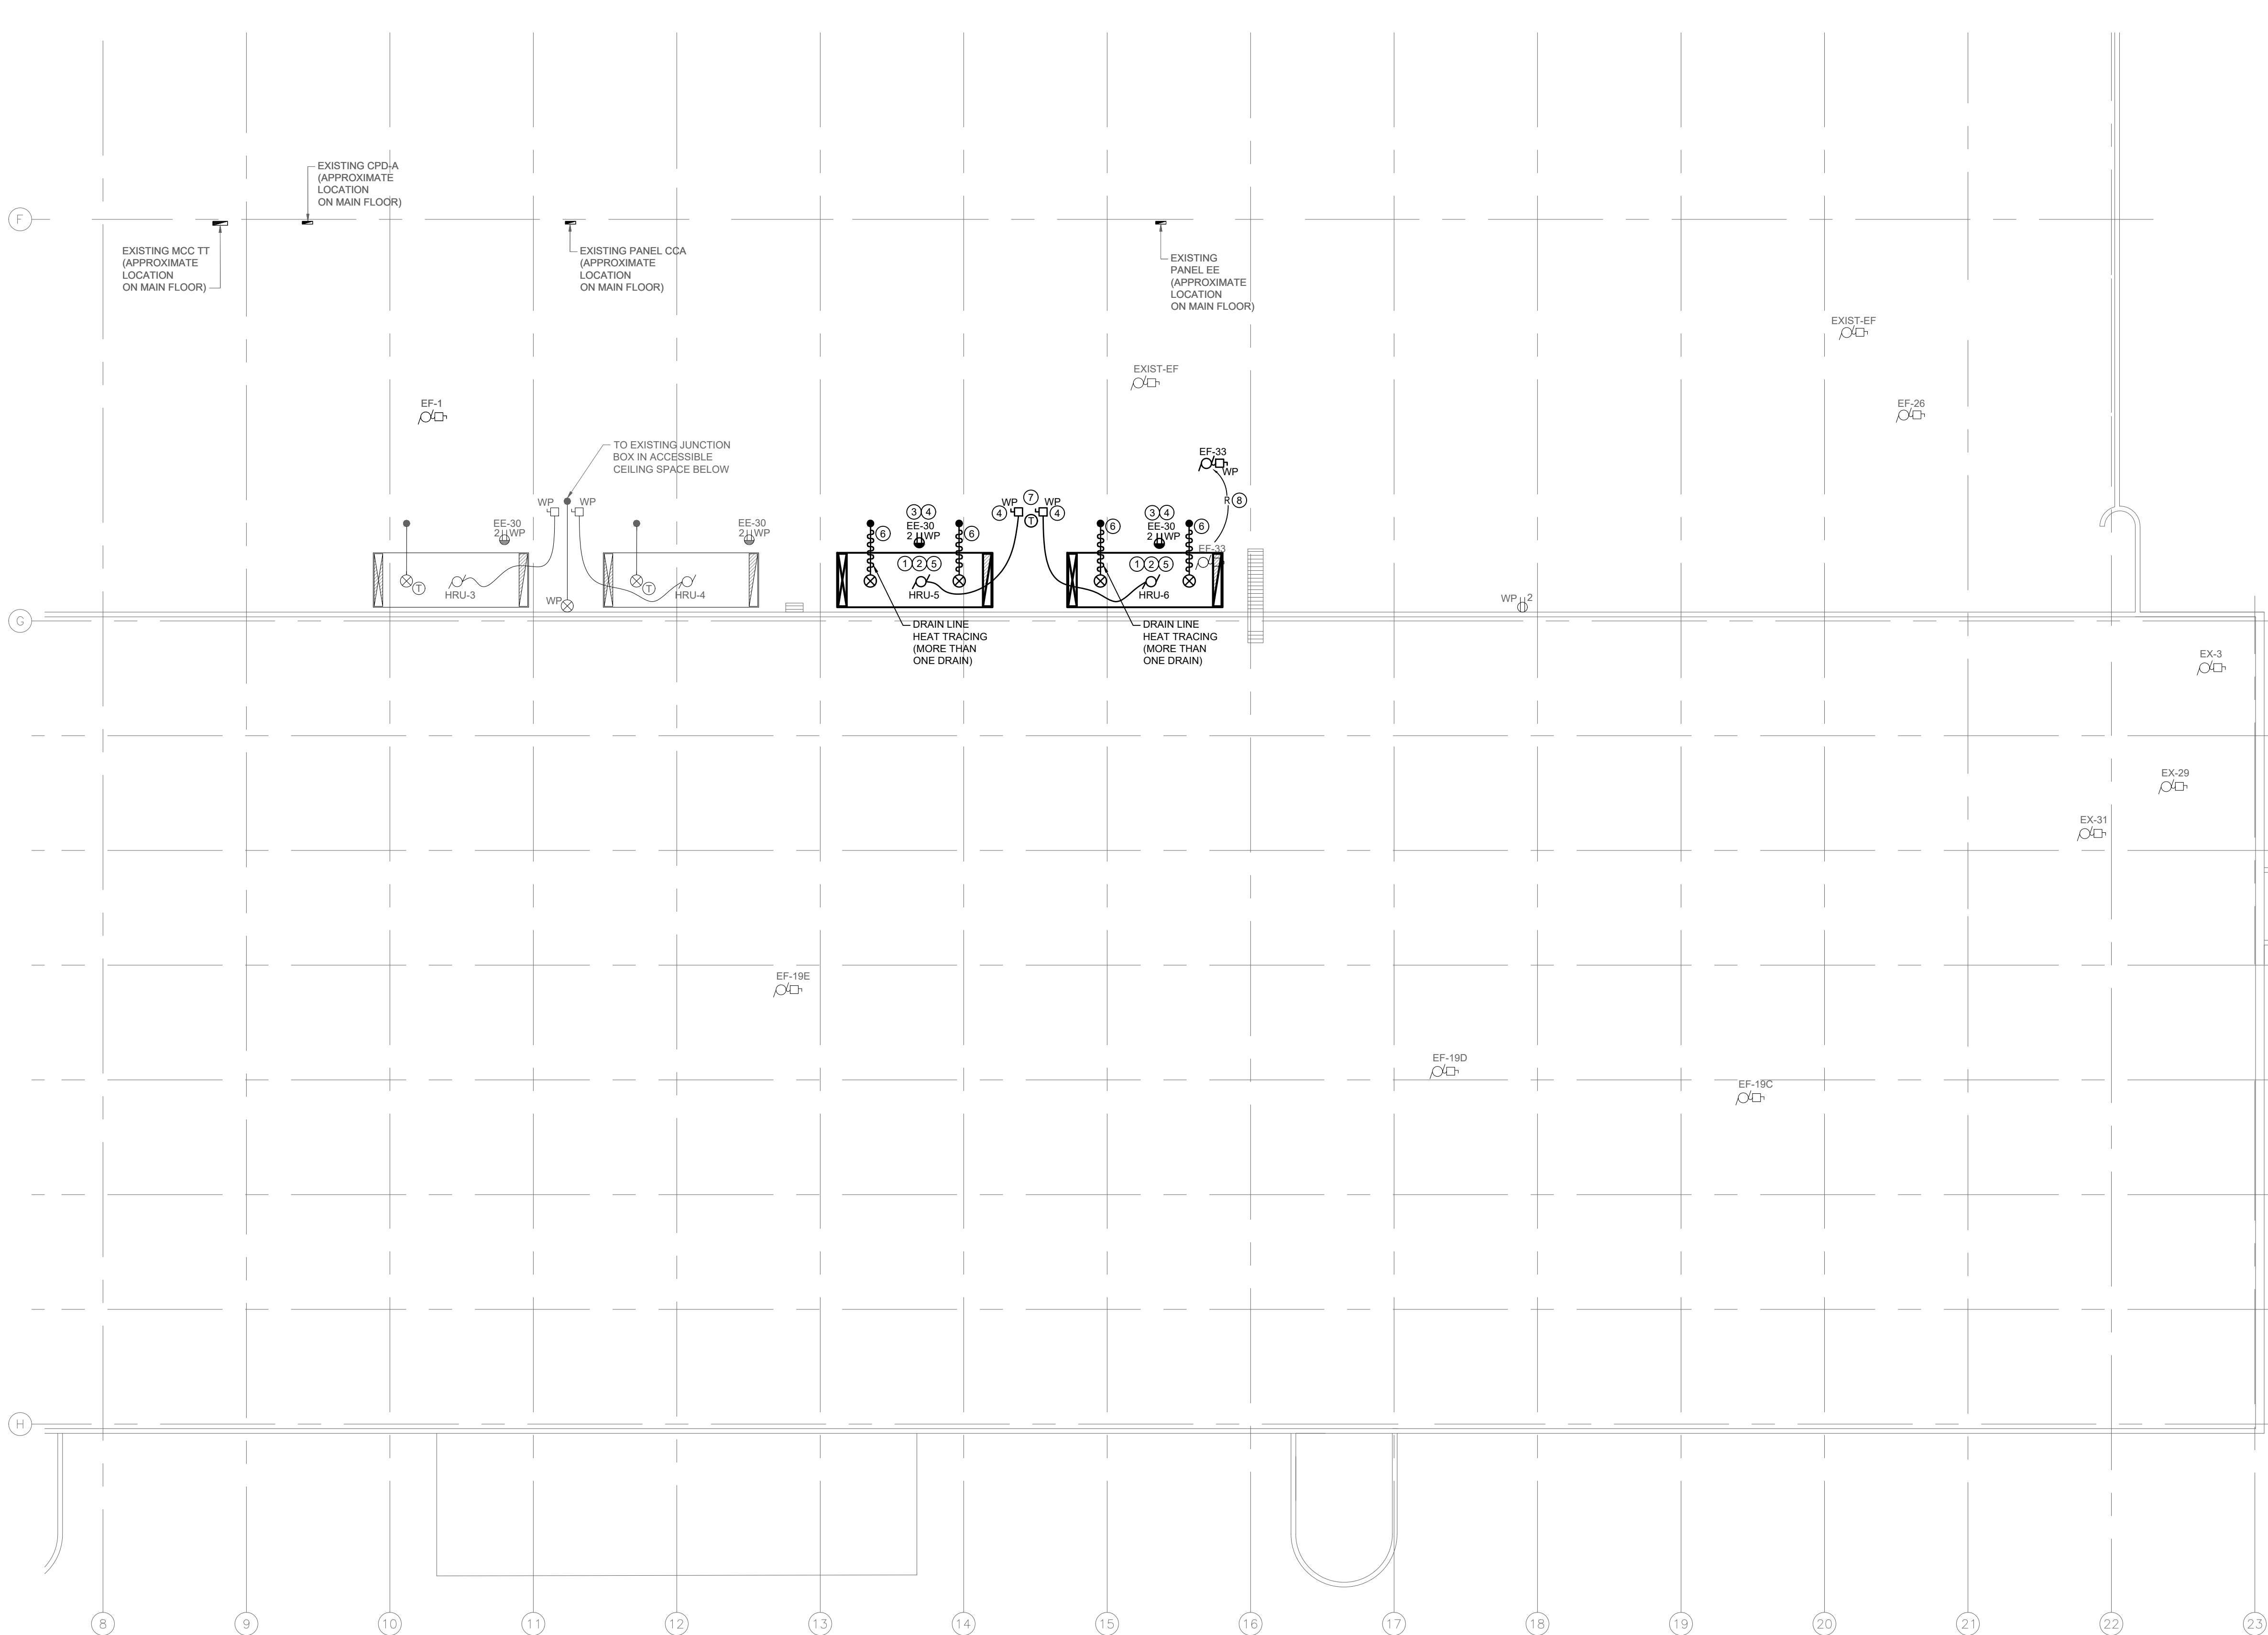 EXISTING CPD-A
(APPROXIMATE
LOCATION
ON MAIN FLOOR)
F
EXISTING MCC TT
(APPROXIMATE
LOCATION
ON MAIN FLOOR)
EXISTING PANEL CCA
(APPROXIMATE
LOCATION
ON MAIN FLOOR)
EXISTING
PANEL EE
(APPROXIMATE
LOCATION
ON MAIN FLOOR)
EXIST-EF
EXIST-EF
EF-1
EF-26
TO EXISTING JUNCTION
BOX IN ACCESSIBLE
CEILING SPACE BELOW
EF-33
WP
R 8
WP
WP
EE-30
2 WP
EE-30
2 WP
3 4
EE-30
2 WP
6
6
WP
7
WP
4
T
4
3 4
EE-30
2 WP
6
6
EF-33
T
HRU-3
WP
T
HRU-4
1 2 5
HRU-5
1 2 5
HRU-6
WP 2
G
DRAIN LINE
HEAT TRACING
(MORE THAN
ONE DRAIN)
DRAIN LINE
HEAT TRACING
(MORE THAN
ONE DRAIN)
EX-3
EX-29
EX-31
EF-19E
EF-19D
EF-19C
H
8 9 10 11 12 13 14 15 16 17 18 19 20 21 22 23